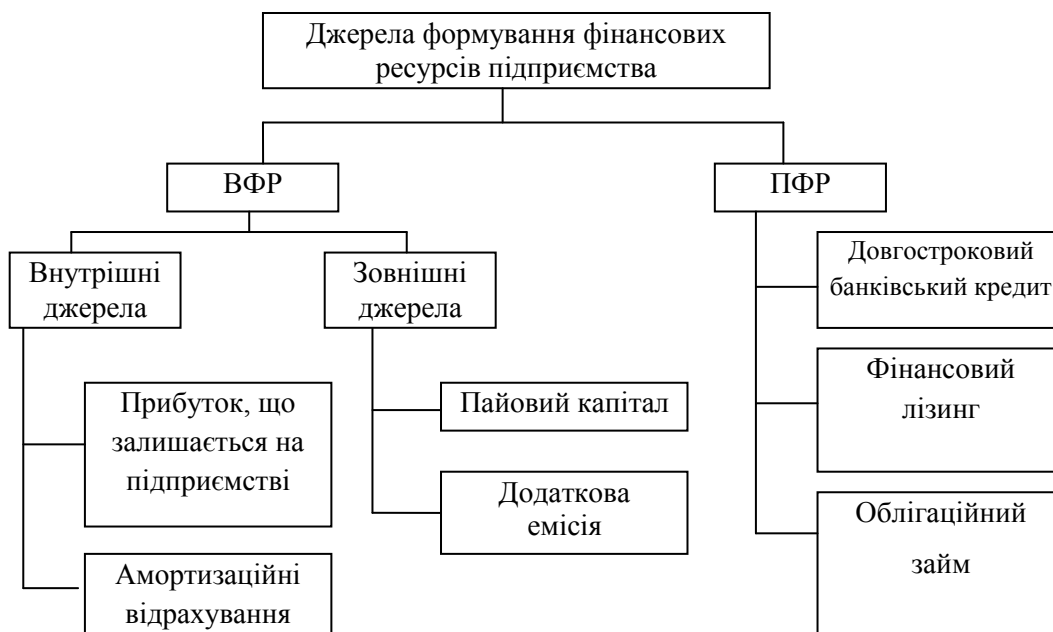 Джерела формування фінансових
ресурсів підприємства
ВФР
ПФР
Внутрішні
джерела
Зовнішні
джерела
Прибуток, що
залишається на
підприємстві
Амортизаційні
відрахування
Пайовий капітал
Додаткова
емісія
Довгостроковий
банківський кредит
Фінансовий
лізинг
Облігаційний
займ